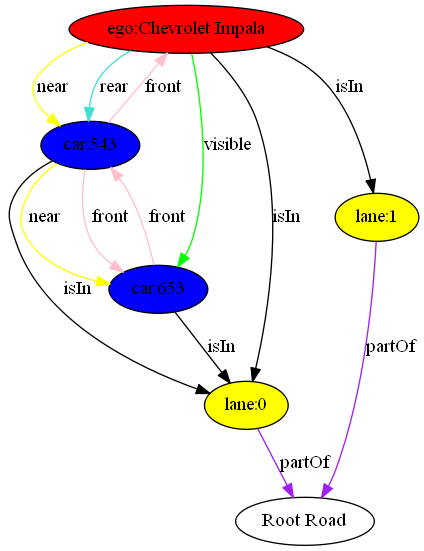 ego:Chevrolet Impala
near
rear
front
isIn
car:543
visible
lane:1
near
front
front
isIn
isIn
car:653
isIn
partOf
lane:0
partOf
Root Road